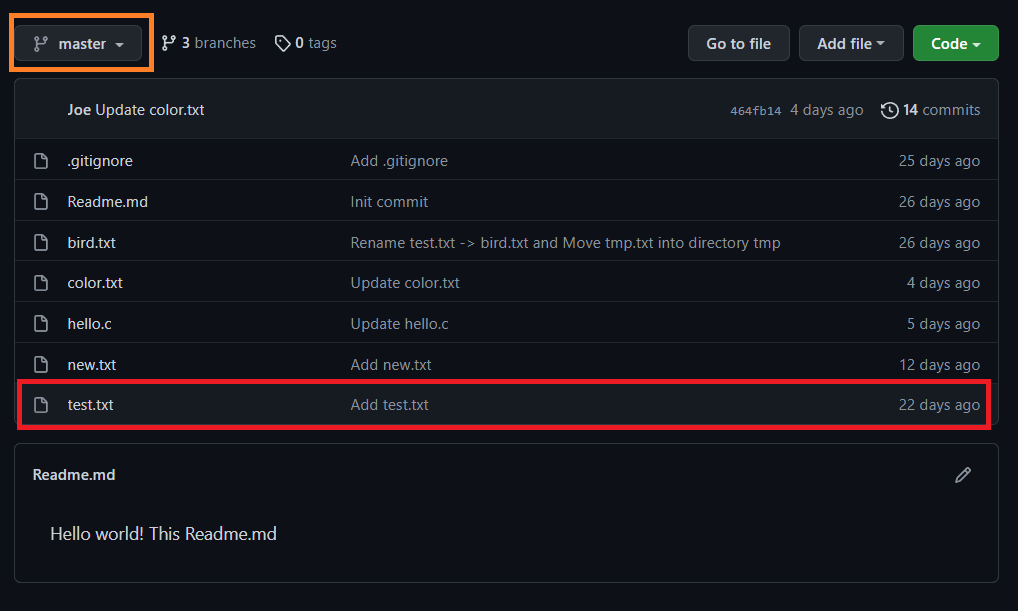 master 3 branches 0 tags Go to file Add file Code
Joe Update color.txt 464fb14 4 days ago 14 commits
.gitignore Add .gitignore 25 days ago
Readme.md Init commit 26 days ago
bird.txt Rename test.txt -> bird.txt and Move tmp.txt into directory tmp 26 days ago
color.txt Update color.txt 4 days ago
hello.c Update hello.c 5 days ago
new.txt Add new.txt 12 days ago
test.txt Add test.txt 22 days ago
Readme.md
Hello world! This Readme.md